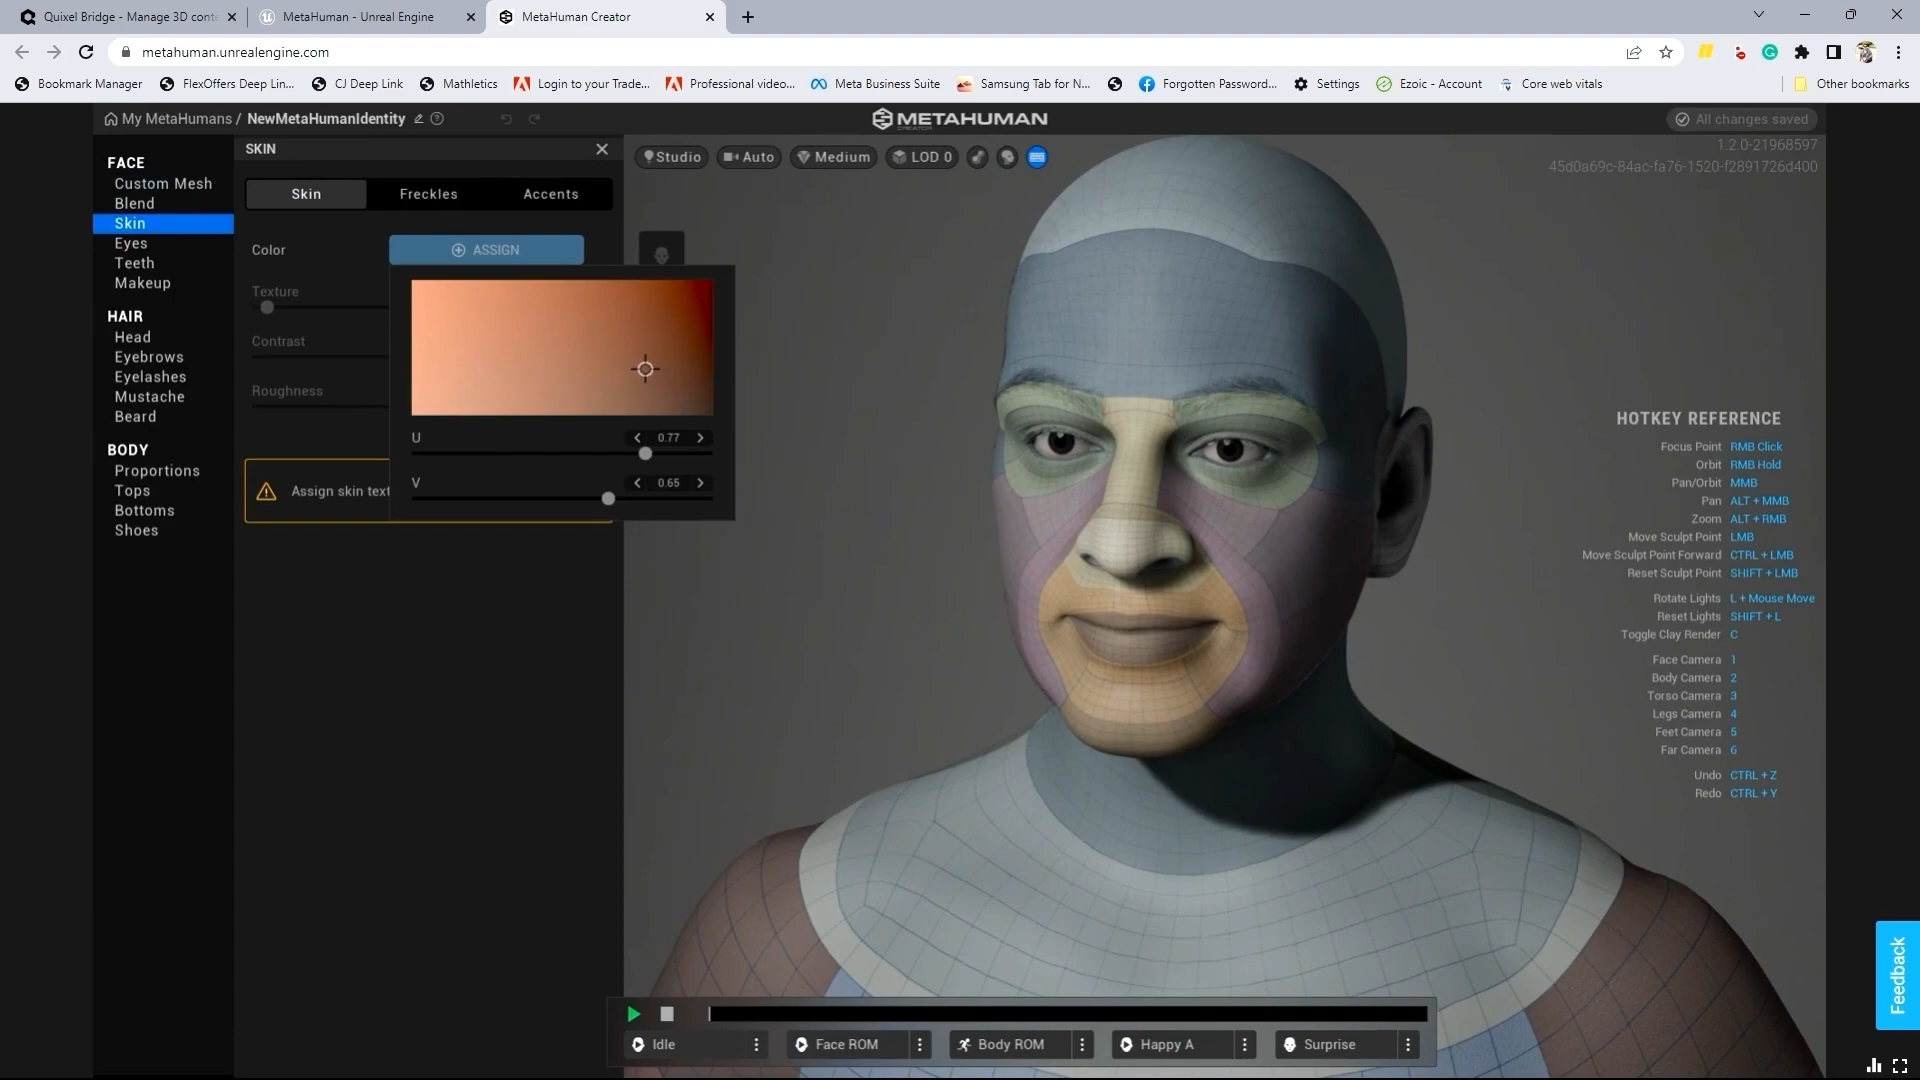 Quixel Bridge - Manage 3D conte
MetaHuman - Unreal Engine
MetaHuman Creator
metahuman.unrealengine.com
Bookmark Manager
FlexOffers Deep Lin...
CJ Deep Link
Mathletics
Login to your Trade...
Professional video...
Meta Business Suite
Samsung Tab for N...
Forgotten Password...
Settings
Ezoic - Account
Core web vitals
Other bookmarks
My MetaHumans / NewMetaHumanIdentity
METAHUMAN
CREATOR
All changes saved
1.2.0-21968597
45d0a69c-84ac-fa76-1520-f2891726d400
FACE
Custom Mesh
Blend
Skin
Eyes
Teeth
Makeup
HAIR
Head
Eyebrows
Eyelashes
Mustache
Beard
BODY
Proportions
Tops
Bottoms
Shoes
SKIN
Skin
Freckles
Accents
Color
ASSIGN
Texture
Contrast
Roughness
U
0.77
V
0.65
Assign skin text
Studio
Auto
Medium
LOD 0
HOTKEY REFERENCE
Focus Point RMB Click
Orbit RMB Hold
Pan/Orbit MMB
Pan ALT + MMB
Zoom ALT + RMB
Move Sculpt Point LMB
Move Sculpt Point Forward CTRL + LMB
Reset Sculpt Point SHIFT + LMB
Rotate Lights L + Mouse Move
Reset Lights SHIFT + L
Toggle Clay Render C
Face Camera 1
Body Camera 2
Torso Camera 3
Legs Camera 4
Feet Camera 5
Far Camera 6
Undo CTRL + Z
Redo CTRL + Y
Feedback
Idle
Face ROM
Body ROM
Happy A
Surprise